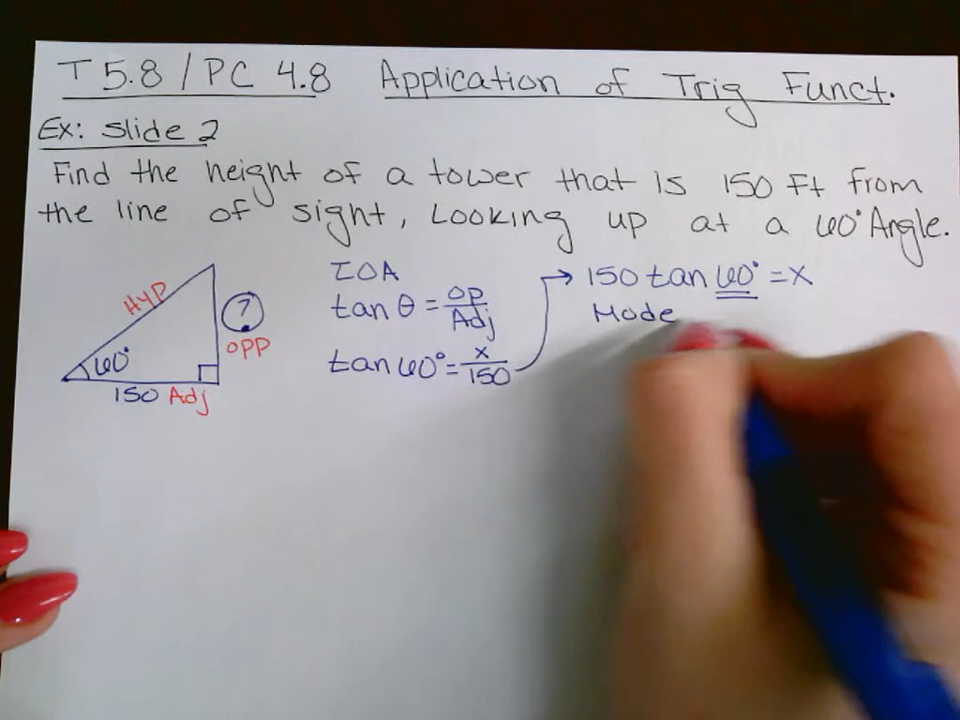 T 5.8 / PC 4.8 Application of Trig Funct.
Ex: Slide 2
Find the height of a tower that is 150 Ft from
the line of sight, Looking up at a 60° Angle.
HYP
?
OPP
60°
150 Adj
TOA
tan θ = OP/Adj
tan 60° = x/150
150 tan 60° = x
Mode